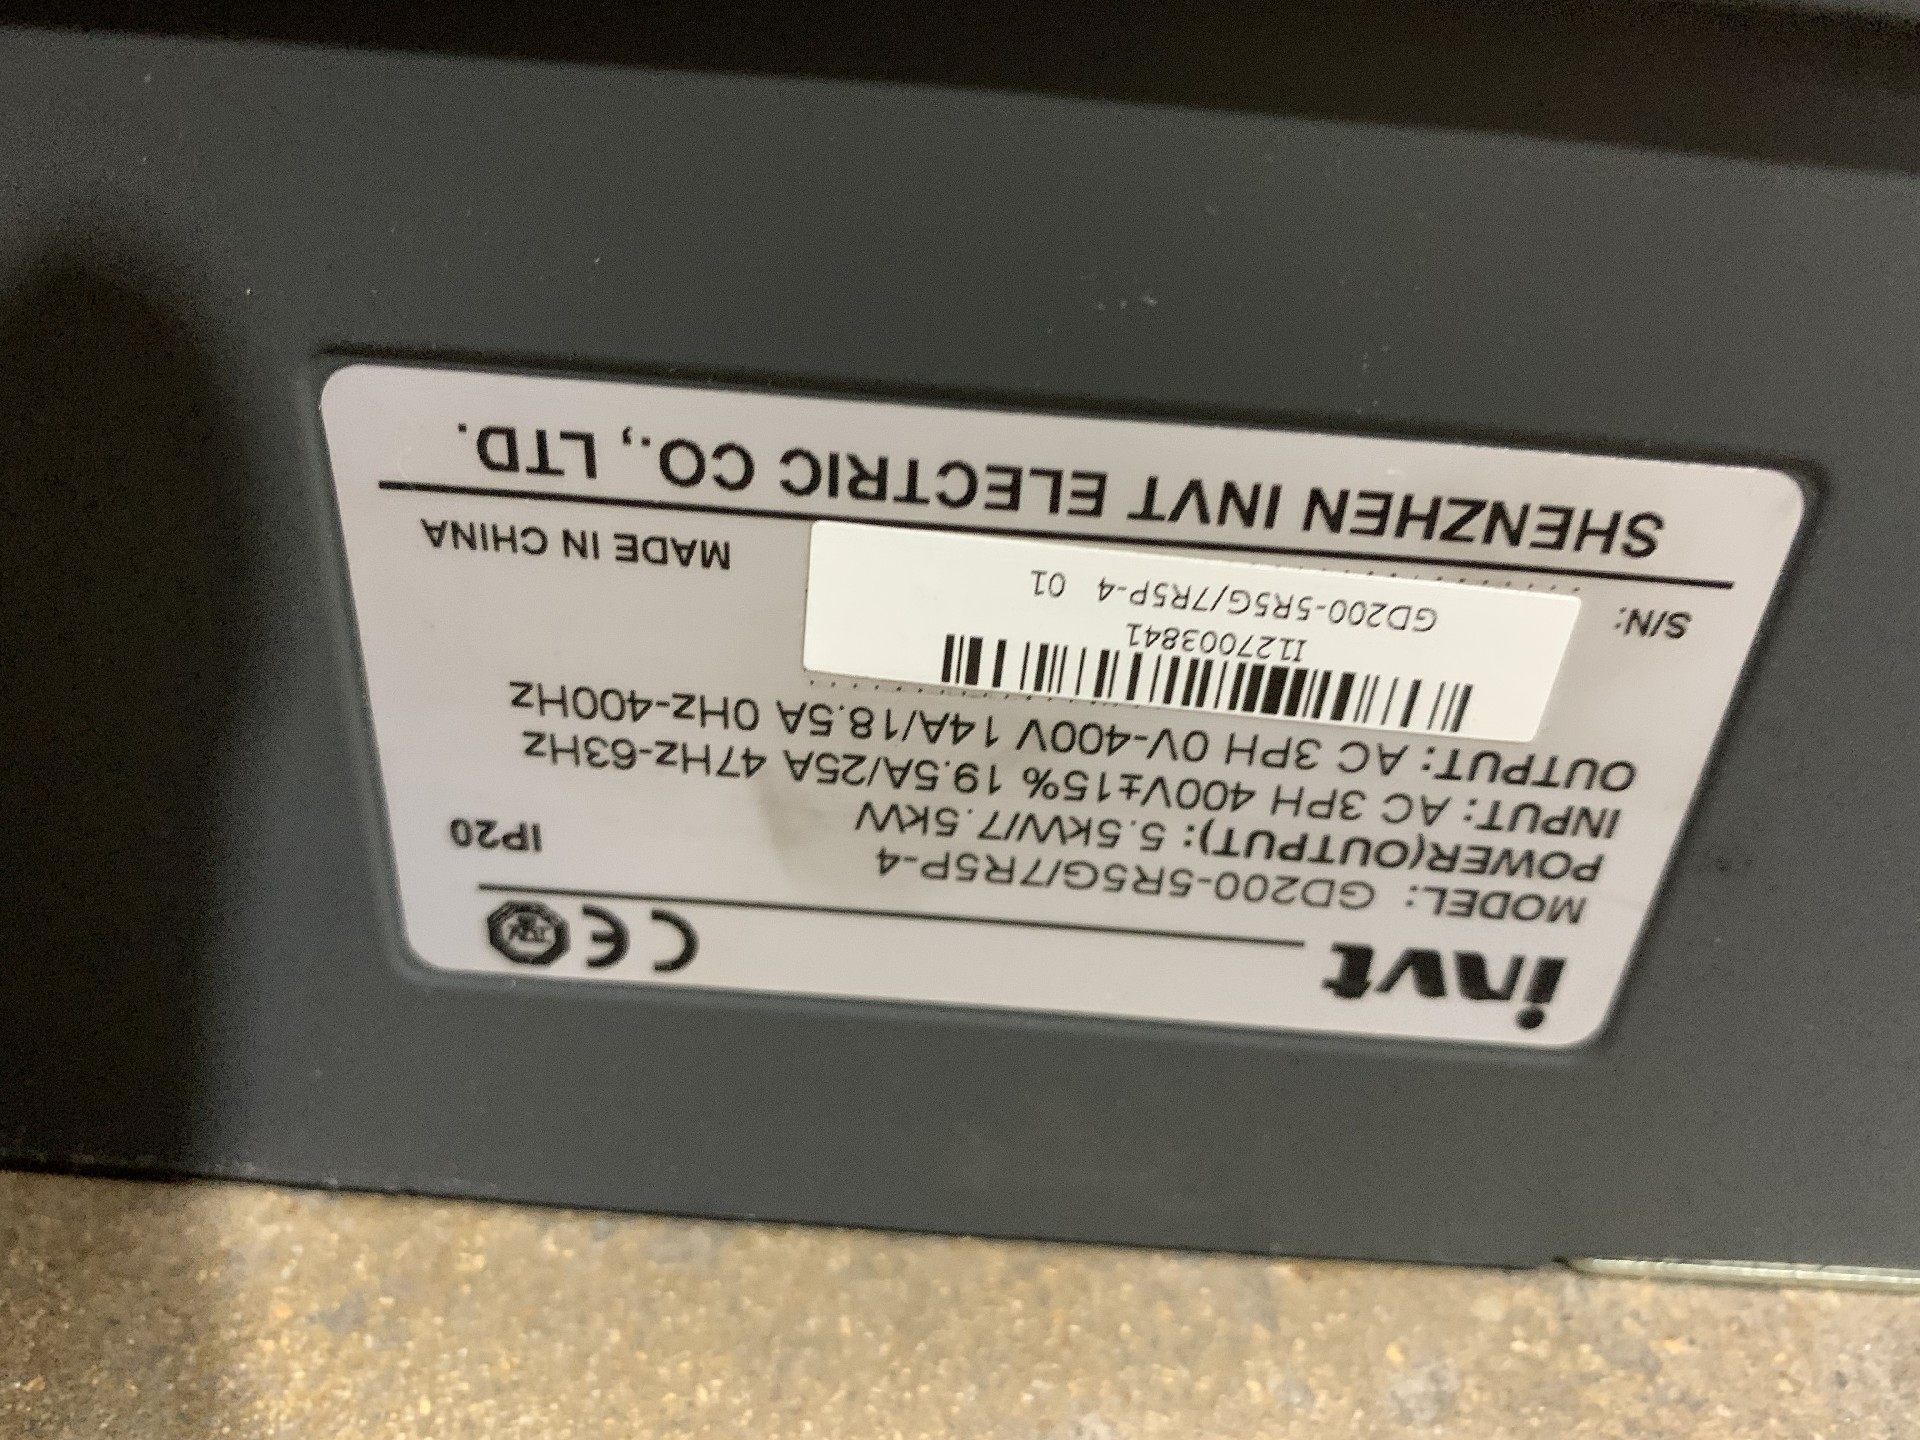 invt
CE
MODEL: GD200-5R5G/7R5P-4
POWER(OUTPUT): 5.5kW/7.5kW IP20
INPUT: AC 3PH 400V±15% 19.5A/25A 47Hz-63Hz
OUTPUT: AC 3PH 0V-400V 14A/18.5A 0Hz-400Hz
I127003841
GD200-5R5G/7R5P-4 01
S/N: MADE IN CHINA
SHENZHEN INVT ELECTRIC CO., LTD.